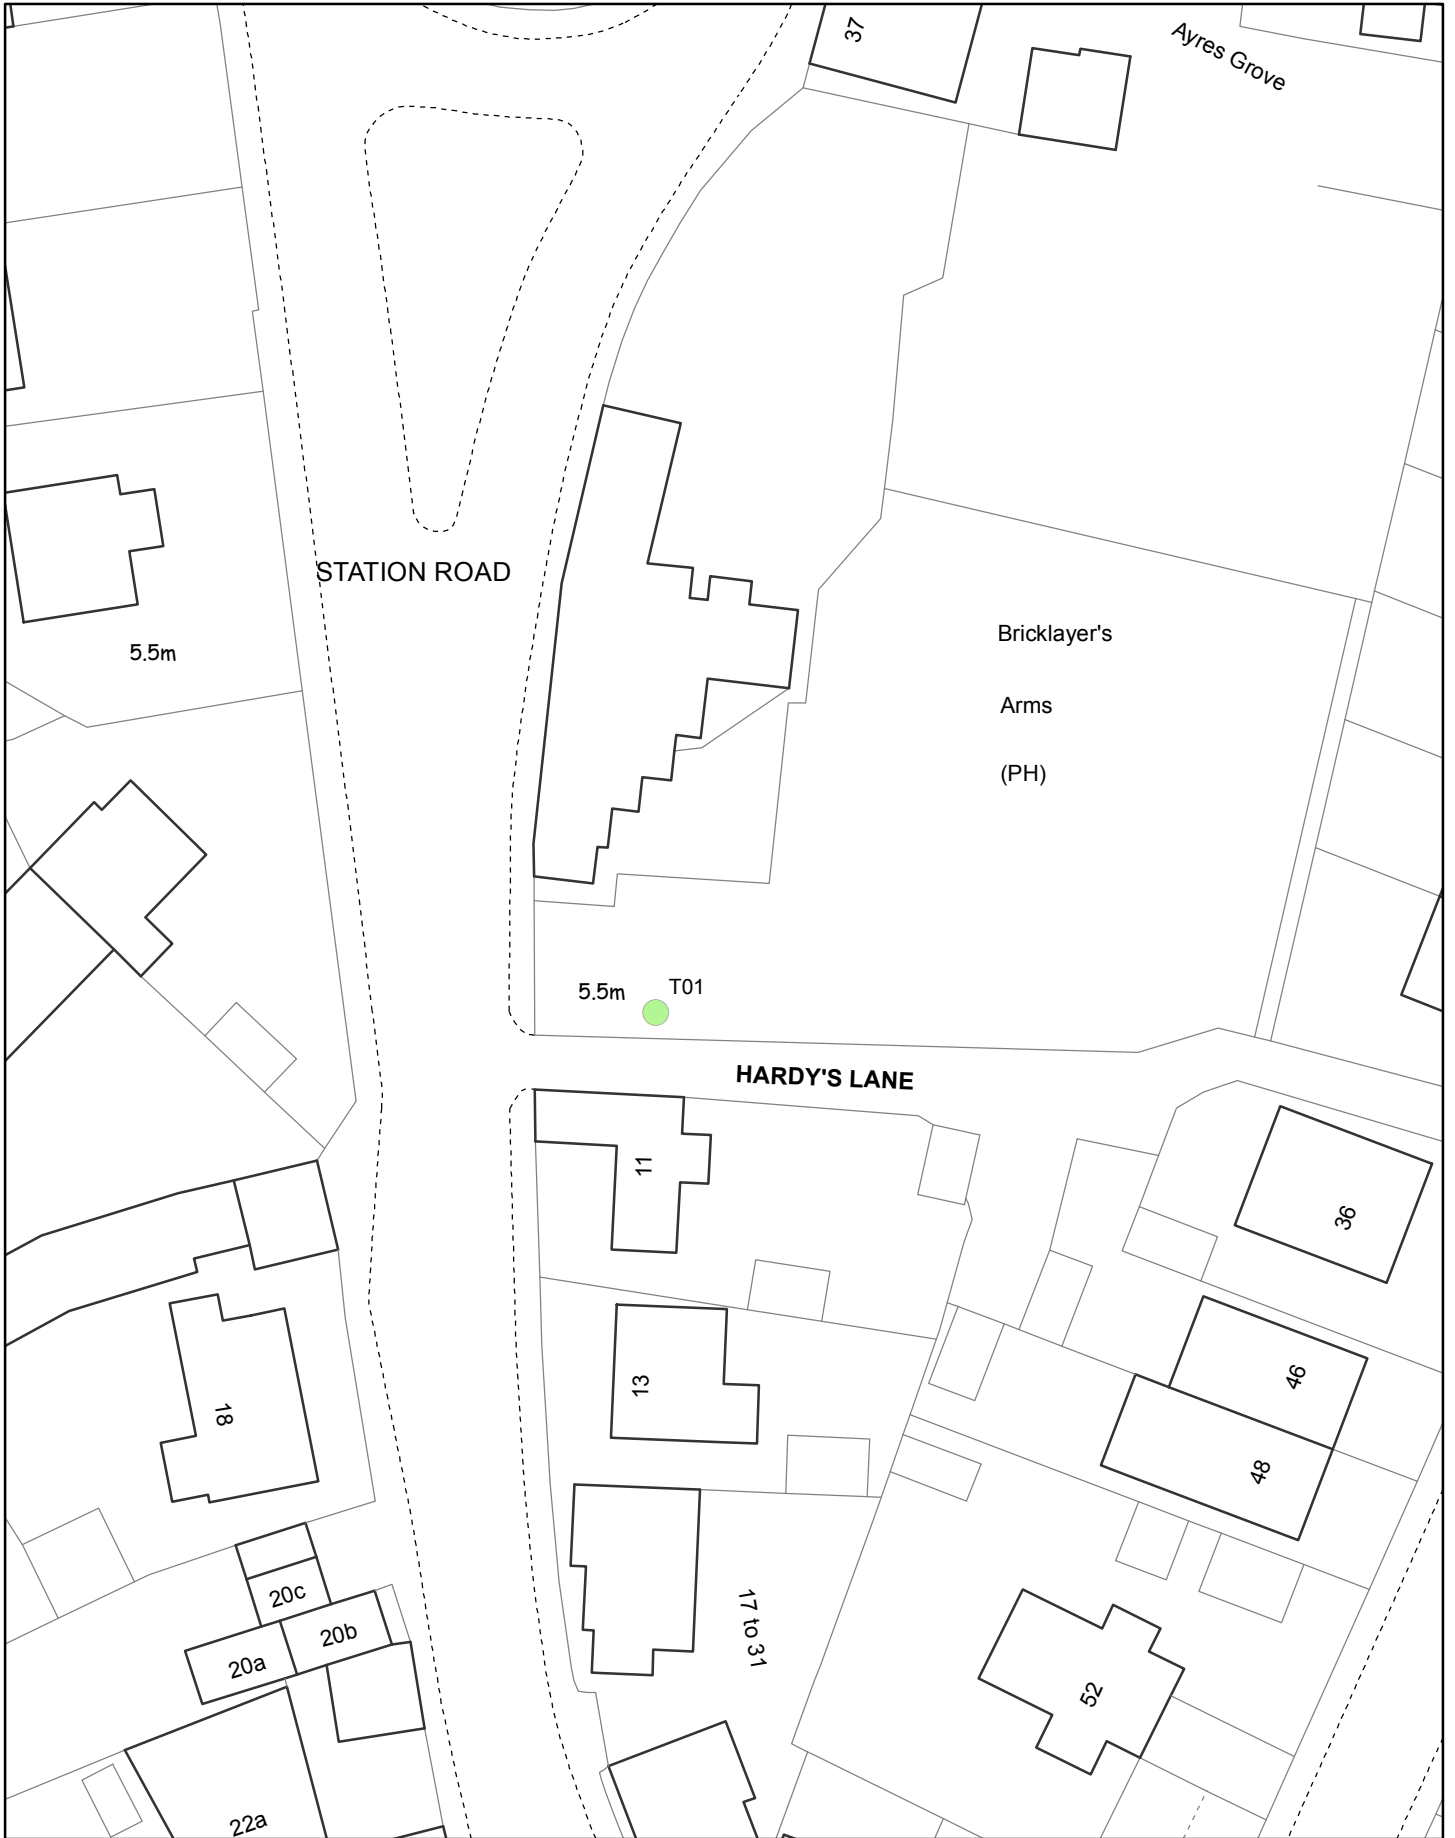 37
Ayres Grove
STATION ROAD
5.5m
Bricklayer's
Arms
(PH)
5.5m
T01
HARDY'S LANE
11
36
13
46
18
48
20c
17 to 31
20b
20a
52
22a